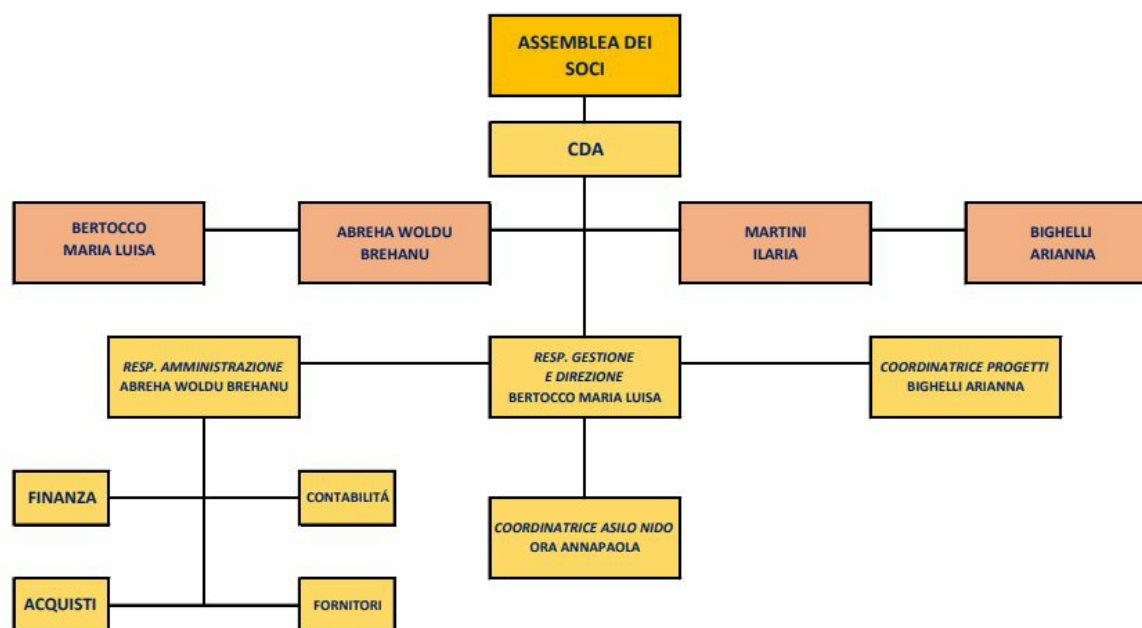 ASSEMBLEA DEI
SOCI
CDA
BERTOCCO
MARIA LUISA
ABREHA WOLDU
BREHANU
MARTINI
ILARIA
BIGHELLI
ARIANNA
RESP. AMMINISTRAZIONE
ABREHA WOLDU BREHANU
RESP. GESTIONE
E DIREZIONE
BERTOCCO MARIA LUISA
COORDINATRICE PROGETTI
BIGHELLI ARIANNA
FINANZA
CONTABILITÁ
COORDINATRICE ASILO NIDO
ORA ANNAPAOLA
ACQUISTI
FORNITORI